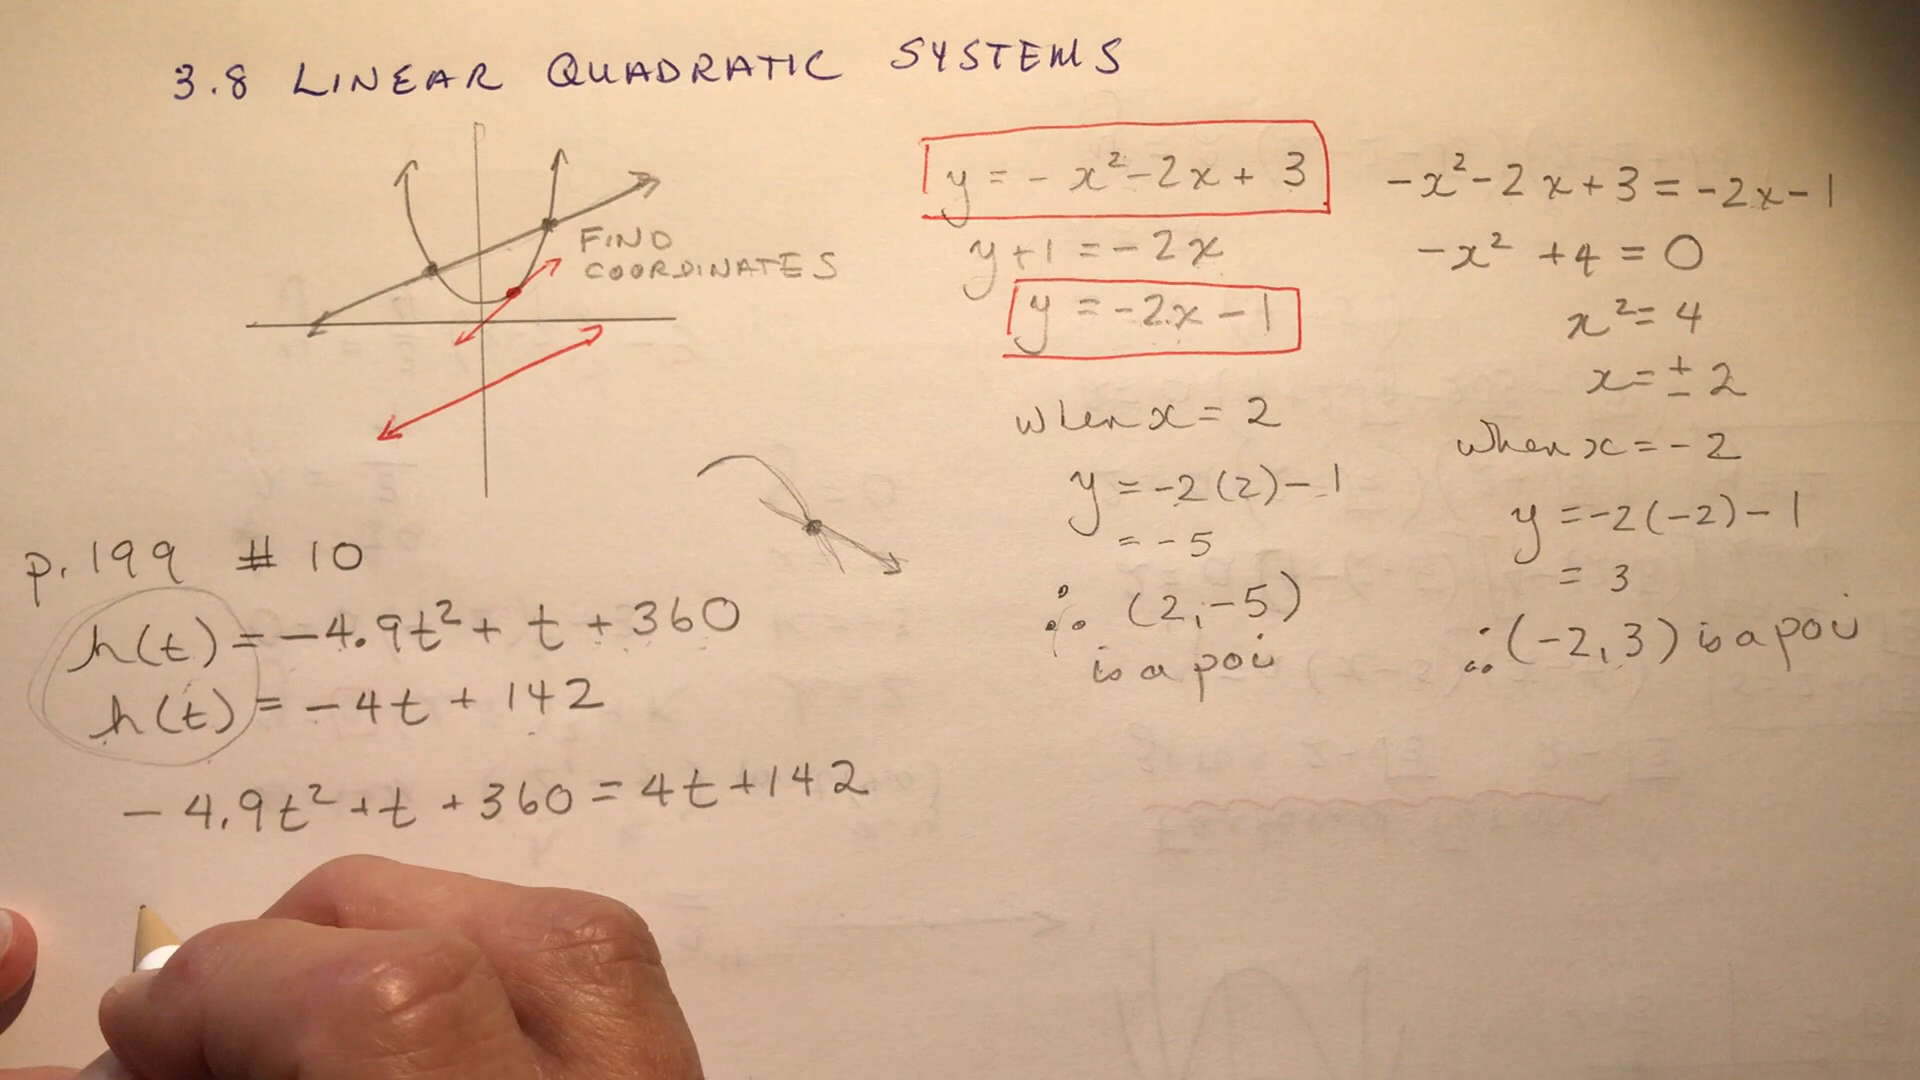 3.8 LINEAR QUADRATIC SYSTEMS
FIND
COORDINATES
y = - x²-2x + 3
y+1 = -2x
y = -2x - 1
when x = 2
y = -2(2)-1
= -5
∴ (2,-5)
is a poi
-x²-2x+3 = -2x-1
-x² +4 = 0
x² = 4
x = ± 2
when x = -2
y = -2(-2)-1
= 3
∴ (-2,3) is a poi
p. 199 # 10
h(t) = -4.9t² + t + 360
h(t) = -4t + 142
-4.9t² + t + 360 = 4t + 142